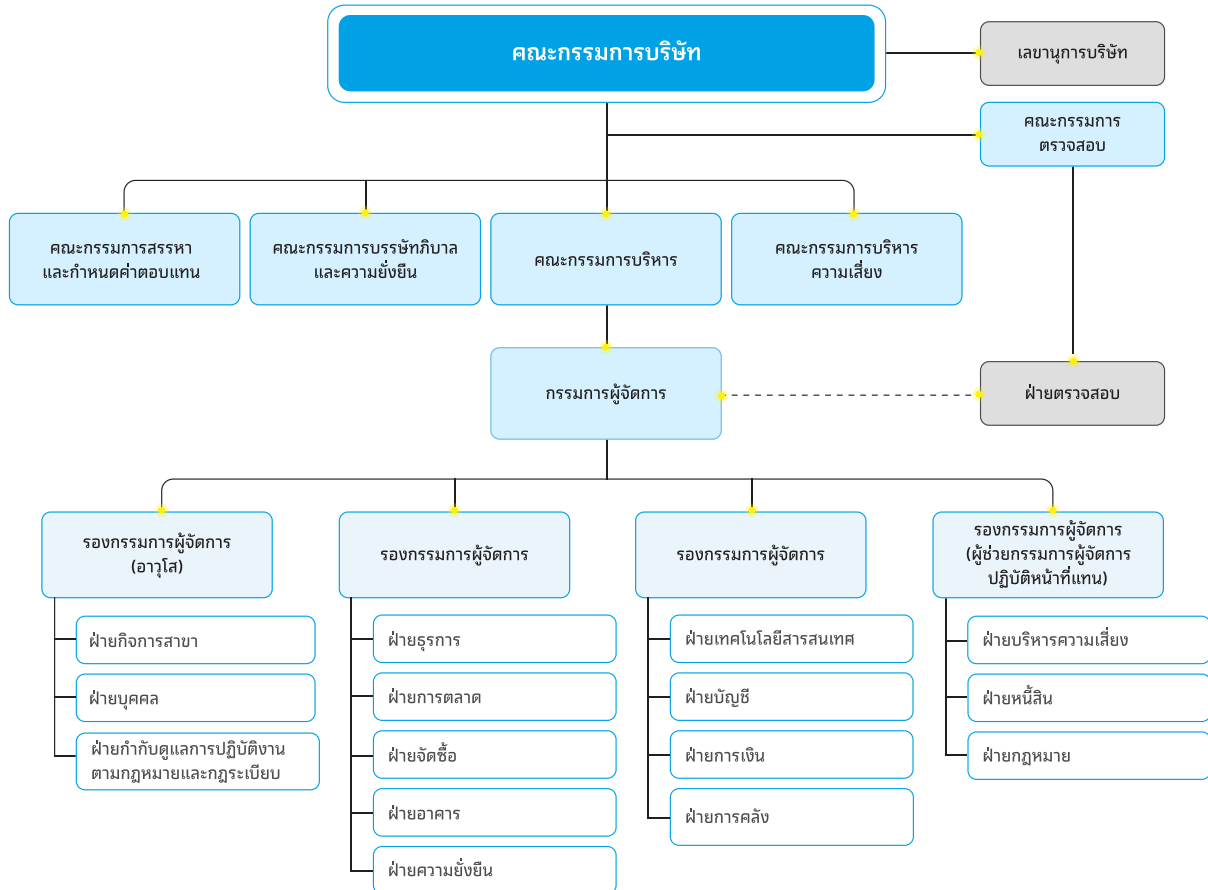 คณะกรรมการบริษัท
เลขานุการบริษัท
คณะกรรมการ
ตรวจสอบ
คณะกรรมการสรรหา
และกำหนดค่าตอบแทน
คณะกรรมการบรรษัทภิบาล
และความยั่งยืน
คณะกรรมการบริหาร
คณะกรรมการบริหาร
ความเสี่ยง
กรรมการผู้จัดการ
ฝ่ายตรวจสอบ
รองกรรมการผู้จัดการ
(อาวุโส)
ฝ่ายกิจการสาขา
ฝ่ายบุคคล
ฝ่ายกำกับดูแลการปฏิบัติงาน
ตามกฎหมายและกฎระเบียบ
รองกรรมการผู้จัดการ
ฝ่ายธุรการ
ฝ่ายการตลาด
ฝ่ายจัดซื้อ
ฝ่ายอาคาร
ฝ่ายความยั่งยืน
รองกรรมการผู้จัดการ
ฝ่ายเทคโนโลยีสารสนเทศ
ฝ่ายบัญชี
ฝ่ายการเงิน
ฝ่ายการคลัง
รองกรรมการผู้จัดการ
(ผู้ช่วยกรรมการผู้จัดการ
ปฏิบัติหน้าที่แทน)
ฝ่ายบริหารความเสี่ยง
ฝ่ายหนี้สิน
ฝ่ายกฎหมาย